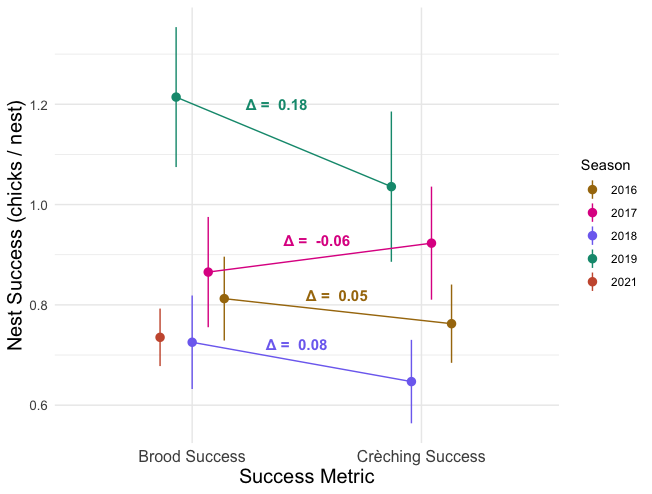 Nest Success (chicks / nest)
1.2
1.0
0.8
0.6
Δ = 0.18
Δ = -0.06
Δ = 0.05
Δ = 0.08
Brood Success
Crèching Success
Success Metric
Season
2016
2017
2018
2019
2021